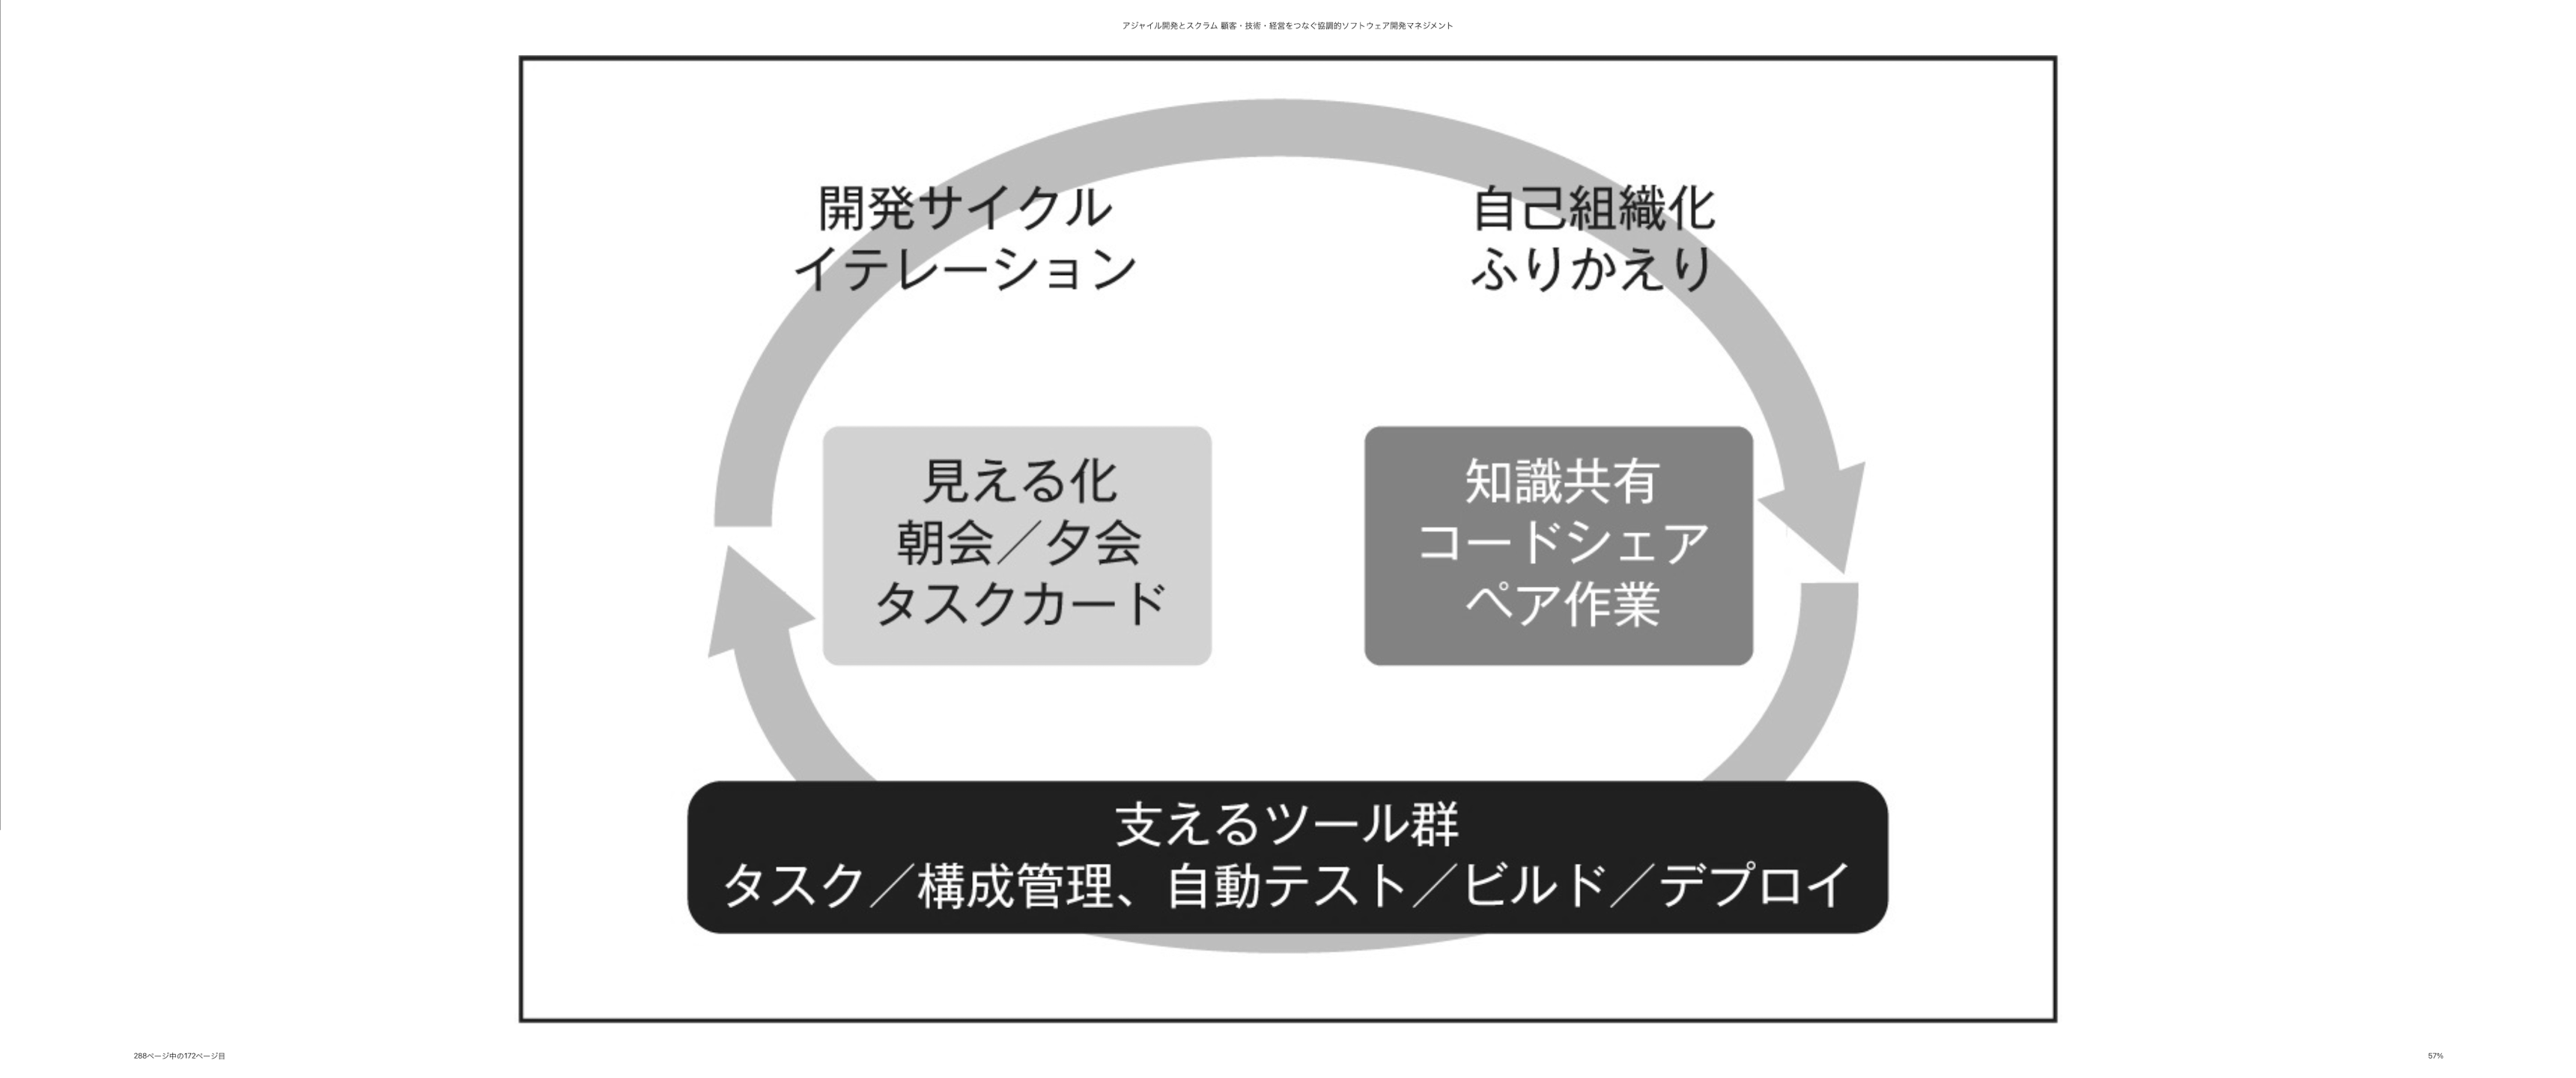 アジャイル開発とスクラム 顧客・技術・経営をつなぐ協調的ソフトウェア開発マネジメント
開発サイクル
イテレーション
自己組織化
ふりかえり
見える化
朝会／夕会
タスクカード
知識共有
コードシェア
ペア作業
支えるツール群
タスク／構成管理、自動テスト／ビルド／デプロイ
288ページ中の172ページ目
57%